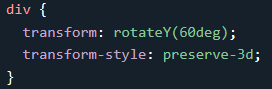 div {
  transform: rotateY(60deg);
  transform-style: preserve-3d;
}